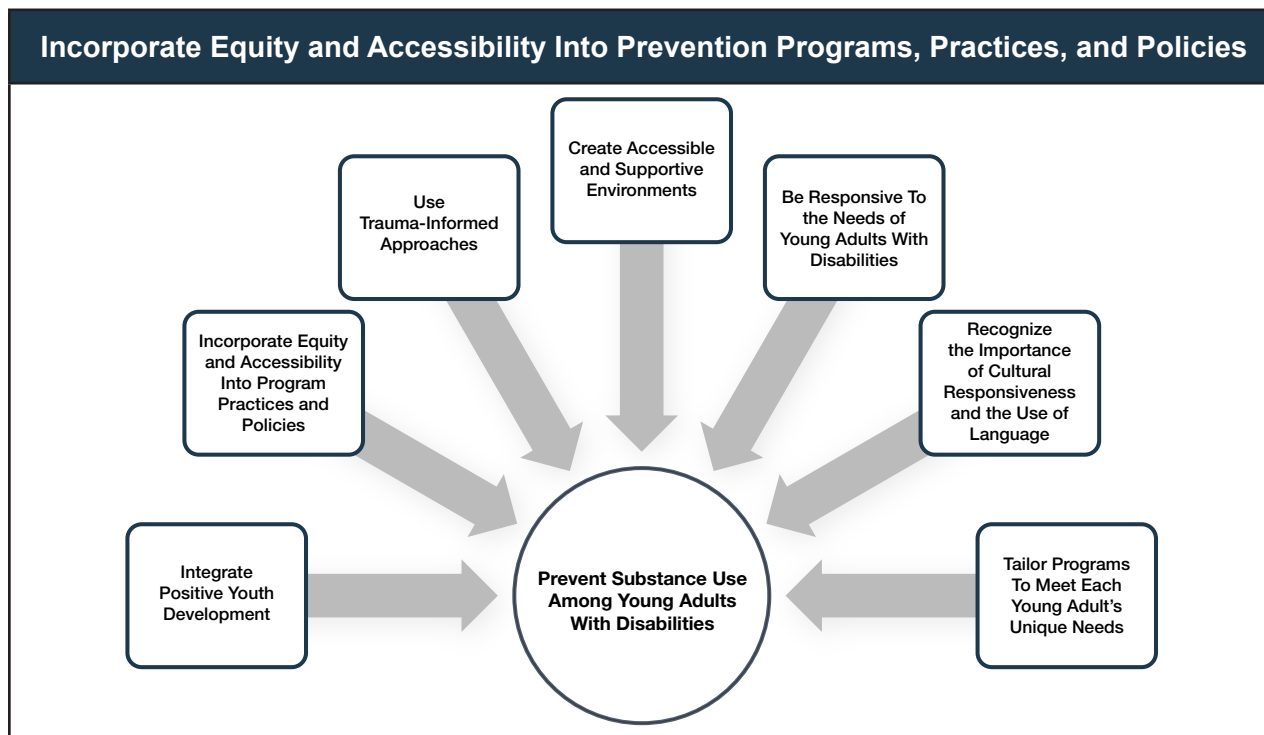 Incorporate Equity and Accessibility Into Prevention Programs, Practices, and Policies
Create Accessible
and Supportive
Environments
Use
Trauma-Informed
Approaches
Be Responsive To
the Needs of
Young Adults With
Disabilities
Incorporate Equity
and Accessibility
Into Program
Practices and
Policies
Recognize
the Importance
of Cultural
Responsiveness
and the Use of
Language
Integrate
Positive Youth
Development
Prevent Substance Use
Among Young Adults
With Disabilities
Tailor Programs
To Meet Each
Young Adult's
Unique Needs